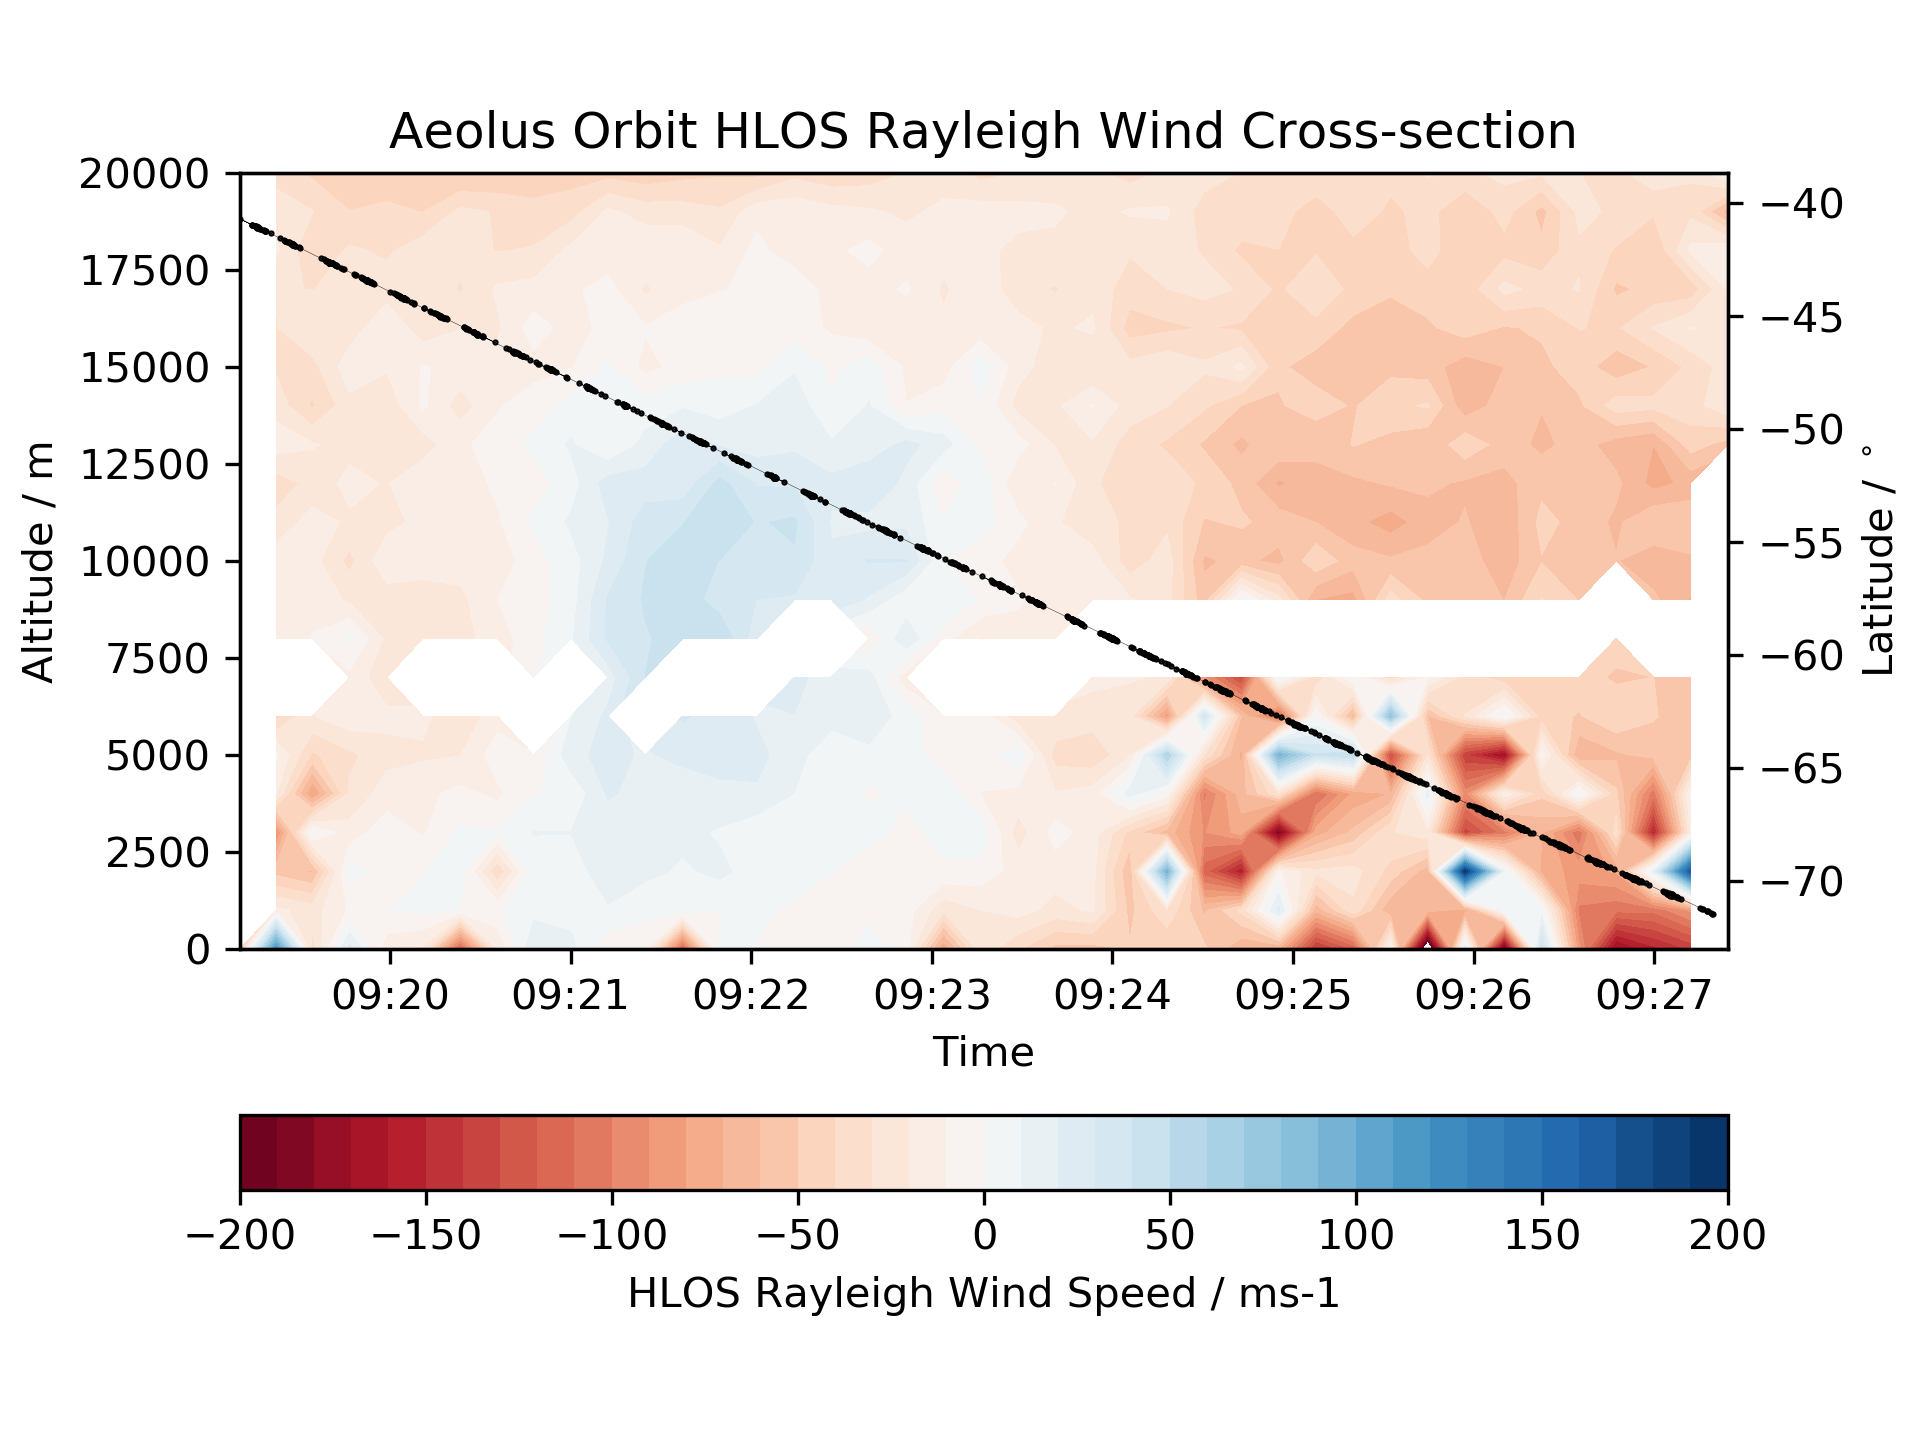 Aeolus Orbit HLOS Rayleigh Wind Cross-section
20000
17500
15000
12500
10000
7500
5000
2500
0
Altitude / m
−40
−45
−50
−55
−60
−65
−70
Latitude / °
09:20 09:21 09:22 09:23 09:24 09:25 09:26 09:27
Time
−200 −150 −100 −50 0 50 100 150 200
HLOS Rayleigh Wind Speed / ms-1